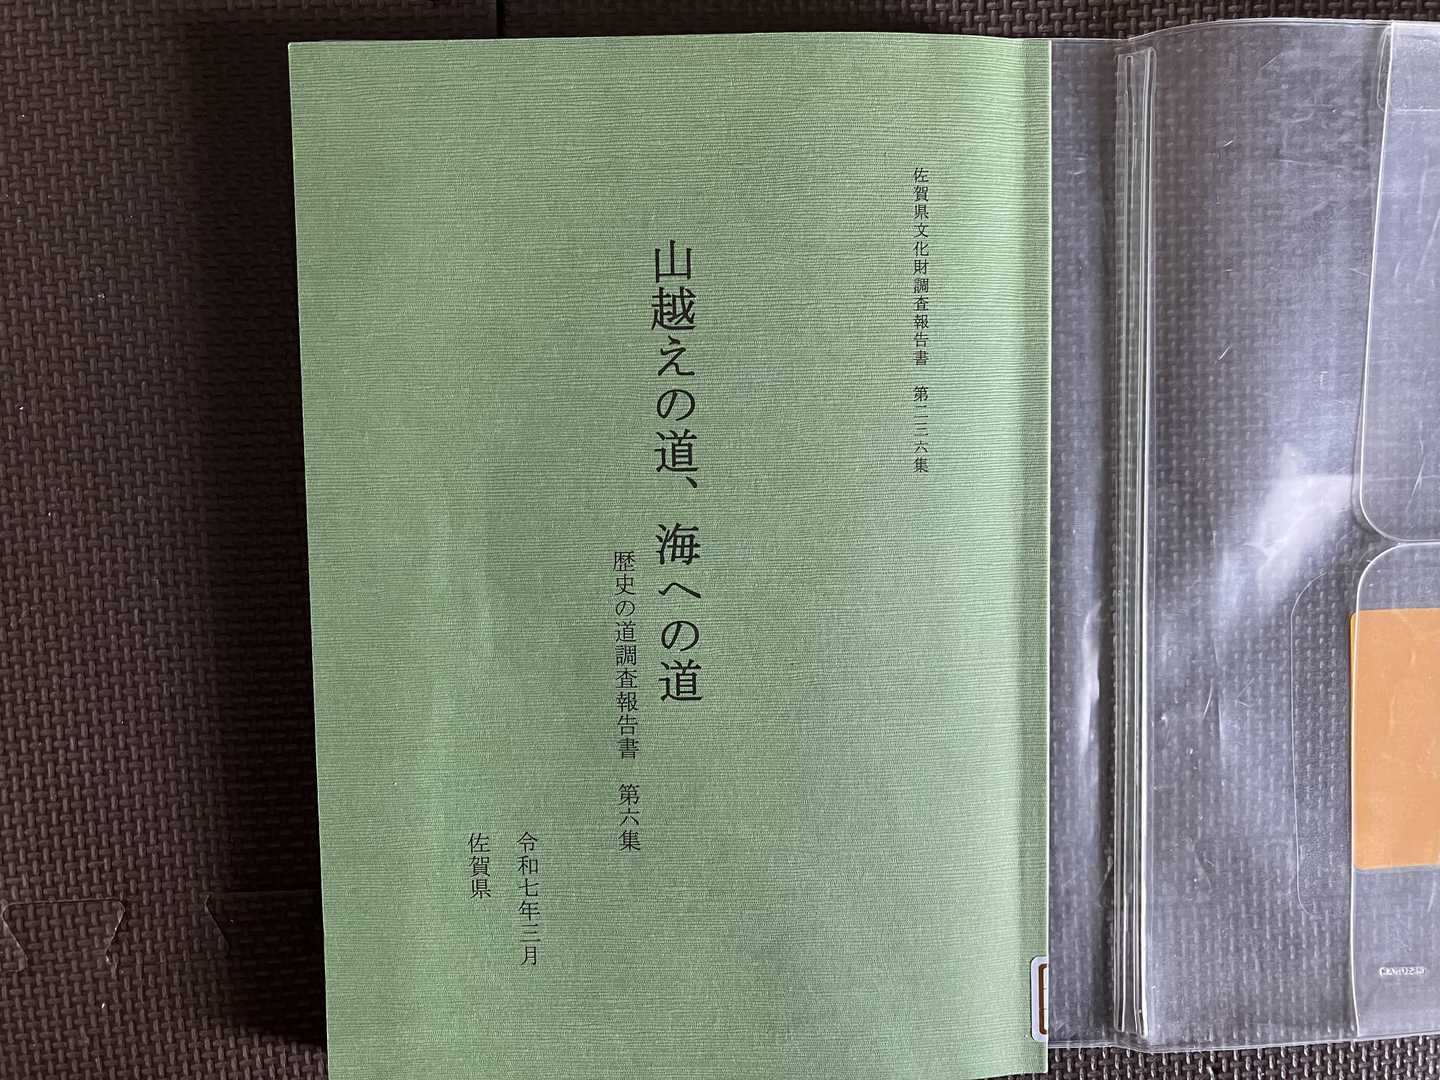 佐賀県文化財調査報告書　第二三六集
山越えの道、海への道
歴史の道調査報告書　第六集
令和七年三月
佐賀県